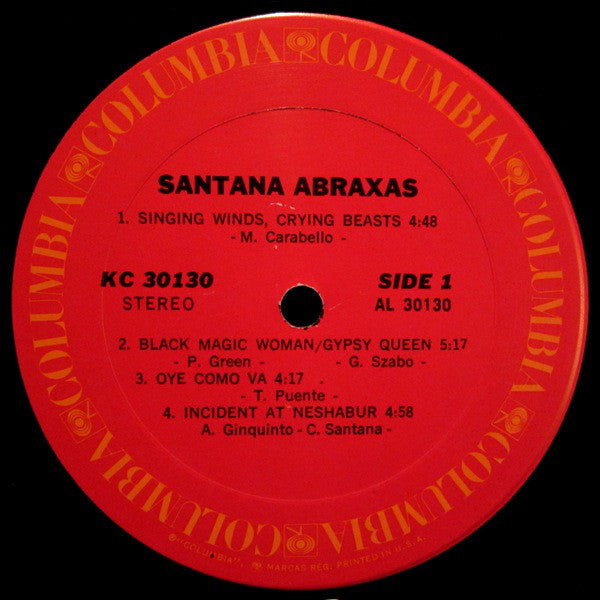 COLUMBIA COLUMBIA COLUMBIA COLUMBIA COLUMBIA COLUMBIA
SANTANA ABRAXAS
1. SINGING WINDS, CRYING BEASTS 4:48
- M. Carabello -
KC 30130 SIDE 1
STEREO AL 30130
2. BLACK MAGIC WOMAN/GYPSY QUEEN 5:17
- P. Green - - G. Szabo -
3. OYE COMO VA 4:17
- T. Puente -
4. INCIDENT AT NESHABUR 4:58
A. Ginquinto - C. Santana -
"COLUMBIA", MARCAS REG. PRINTED IN U.S.A.